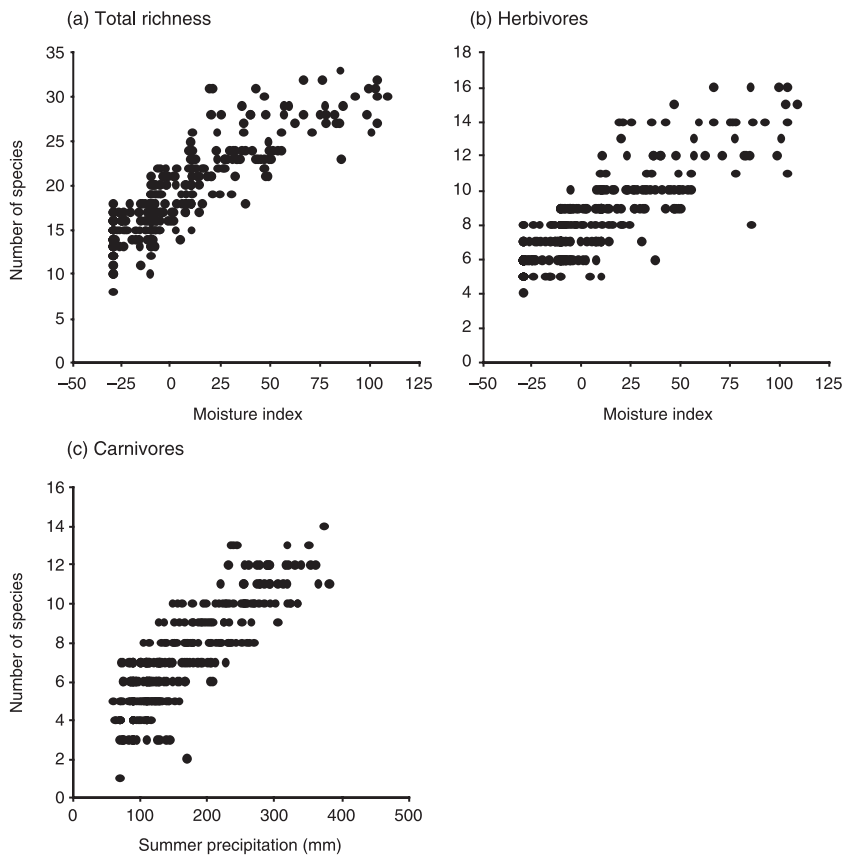 (a) Total richness
35
30
25
20
15
10
5
0
Number of species
–50 –25 0 25 50 75 100 125
Moisture index
(b) Herbivores
18
16
14
12
10
8
6
4
2
0
–50 –25 0 25 50 75 100 125
Moisture index
(c) Carnivores
16
14
12
10
8
6
4
2
0
Number of species
0 100 200 300 400 500
Summer precipitation (mm)